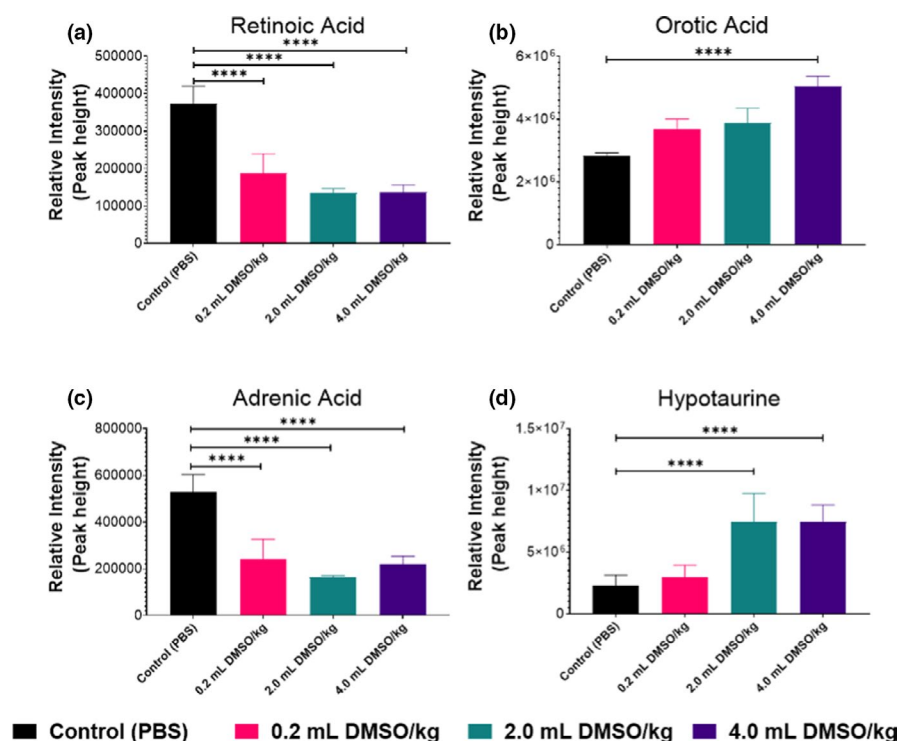 (a)
Retinoic Acid
****
****
****
Relative Intensity
(Peak height)
500000
400000
300000
200000
100000
0
Control (PBS)
0.2 mL DMSO/kg
2.0 mL DMSO/kg
4.0 mL DMSO/kg
(b)
Orotic Acid
****
Relative Intensity
(Peak height)
6×10⁶
4×10⁶
2×10⁶
0
Control (PBS)
0.2 mL DMSO/kg
2.0 mL DMSO/kg
4.0 mL DMSO/kg
(c)
Adrenic Acid
****
****
****
Relative Intensity
(Peak height)
800000
600000
400000
200000
0
Control (PBS)
0.2 mL DMSO/kg
2.0 mL DMSO/kg
4.0 mL DMSO/kg
(d)
Hypotaurine
****
****
Relative Intensity
(Peak height)
1.5×10⁷
1×10⁷
5×10⁶
0
Control (PBS)
0.2 mL DMSO/kg
2.0 mL DMSO/kg
4.0 mL DMSO/kg
Control (PBS) 0.2 mL DMSO/kg 2.0 mL DMSO/kg 4.0 mL DMSO/kg